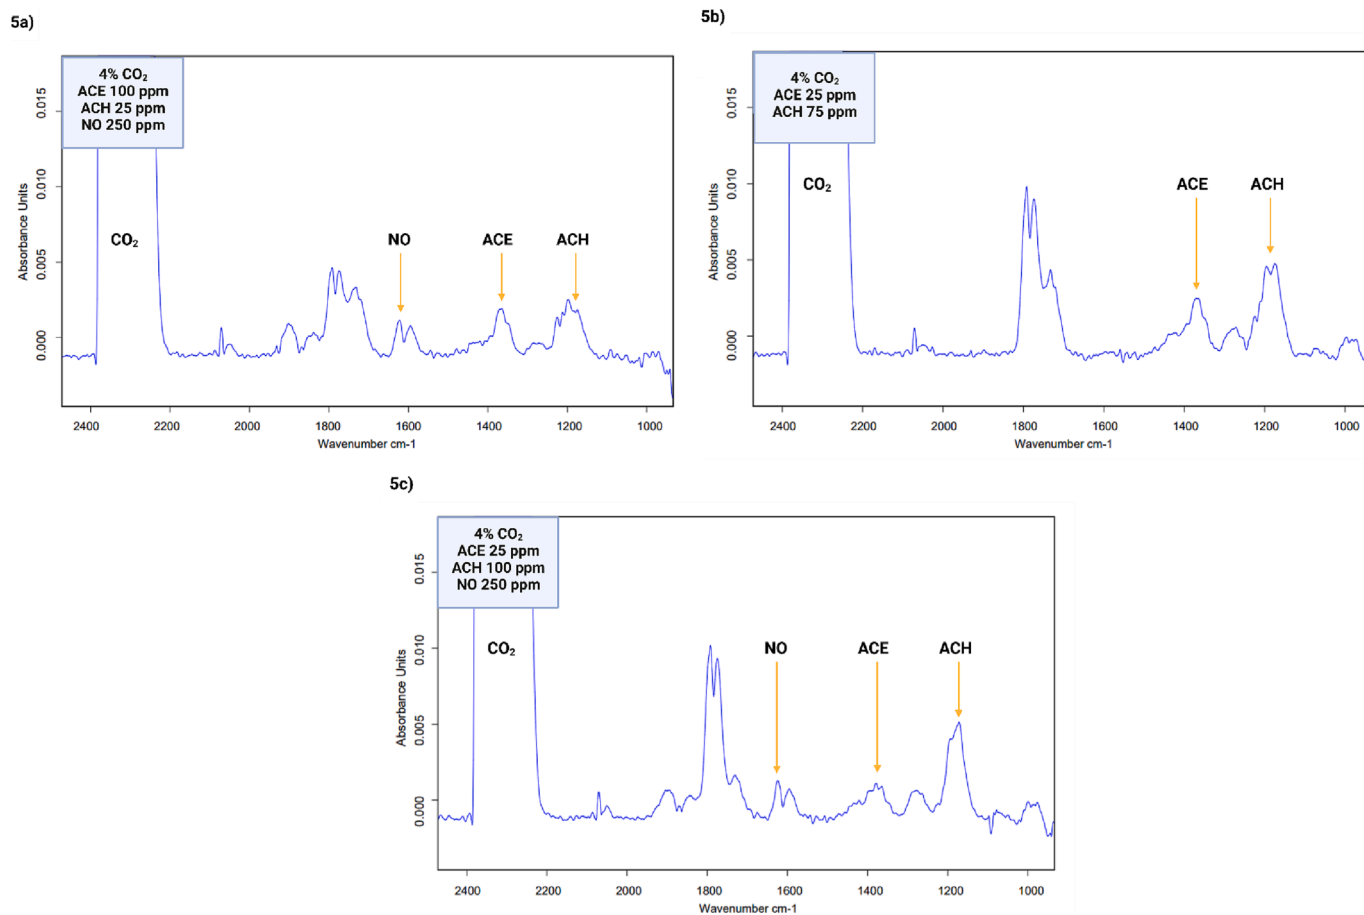 5a)
4% CO₂
ACE 100 ppm
ACH 25 ppm
NO 250 ppm
CO₂
NO
ACE
ACH
Absorbance Units
0.015
0.010
0.005
0.000
2400 2200 2000 1800 1600 1400 1200 1000
Wavenumber cm-1
5b)
4% CO₂
ACE 25 ppm
ACH 75 ppm
CO₂
ACE
ACH
Absorbance Units
0.015
0.010
0.005
0.000
2400 2200 2000 1800 1600 1400 1200 1000
Wavenumber cm-1
5c)
4% CO₂
ACE 25 ppm
ACH 100 ppm
NO 250 ppm
CO₂
NO
ACE
ACH
Absorbance Units
0.015
0.010
0.005
0.000
2400 2200 2000 1800 1600 1400 1200 1000
Wavenumber cm-1